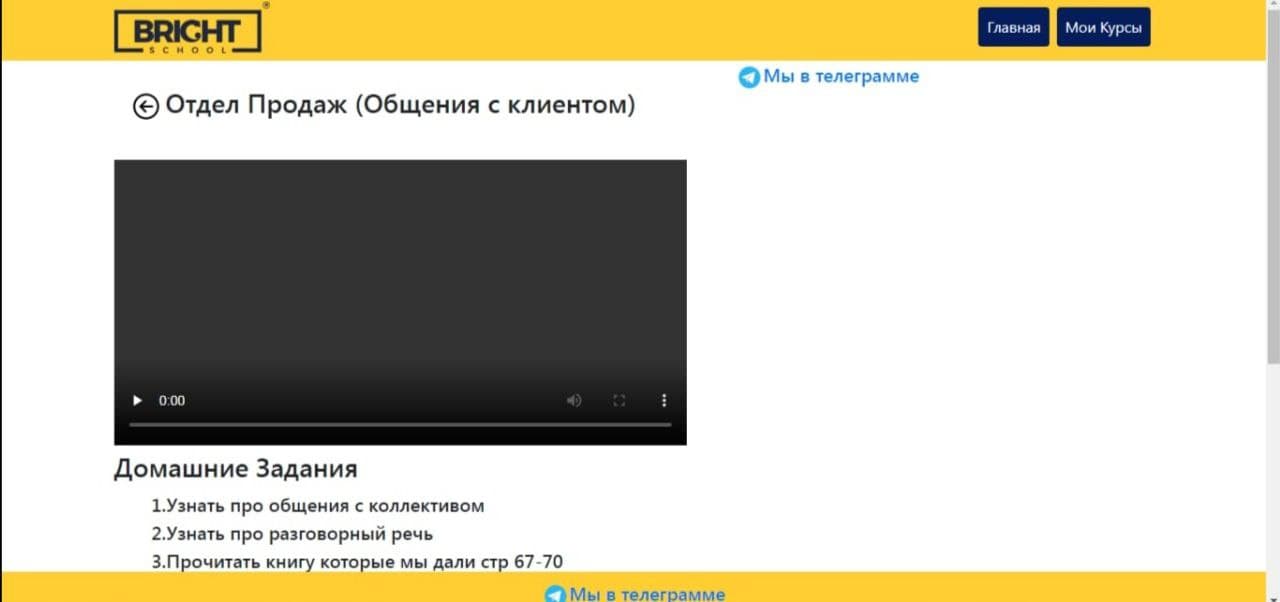 BRIGHT ®
SCHOOL
Главная Мои Курсы
Мы в телеграмме
Отдел Продаж (Общения с клиентом)
0:00
Домашние Задания
1.Узнать про общения с коллективом
2.Узнать про разговорный речь
3.Прочитать книгу которые мы дали стр 67-70
Мы в телеграмме